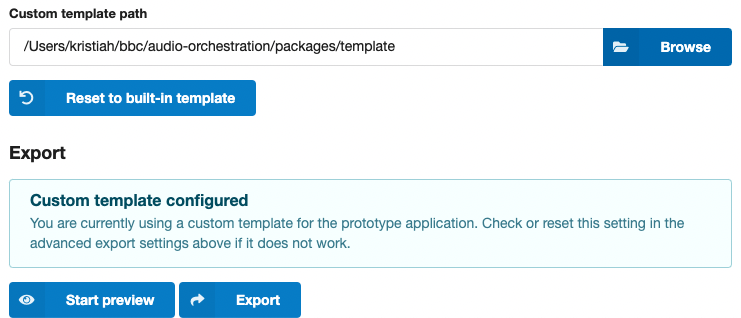 Custom template path
/Users/kristiah/bbc/audio-orchestration/packages/template
Browse
Reset to built-in template
Export
Custom template configured
You are currently using a custom template for the prototype application. Check or reset this setting in the
advanced export settings above if it does not work.
Start preview
Export